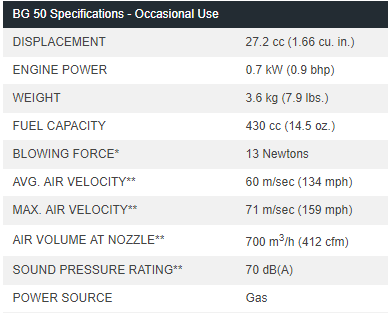 BG 50 Specifications - Occasional Use
DISPLACEMENT 27.2 cc (1.66 cu. in.)
ENGINE POWER 0.7 kW (0.9 bhp)
WEIGHT 3.6 kg (7.9 lbs.)
FUEL CAPACITY 430 cc (14.5 oz.)
BLOWING FORCE* 13 Newtons
AVG. AIR VELOCITY** 60 m/sec (134 mph)
MAX. AIR VELOCITY** 71 m/sec (159 mph)
AIR VOLUME AT NOZZLE** 700 m³/h (412 cfm)
SOUND PRESSURE RATING** 70 dB(A)
POWER SOURCE Gas